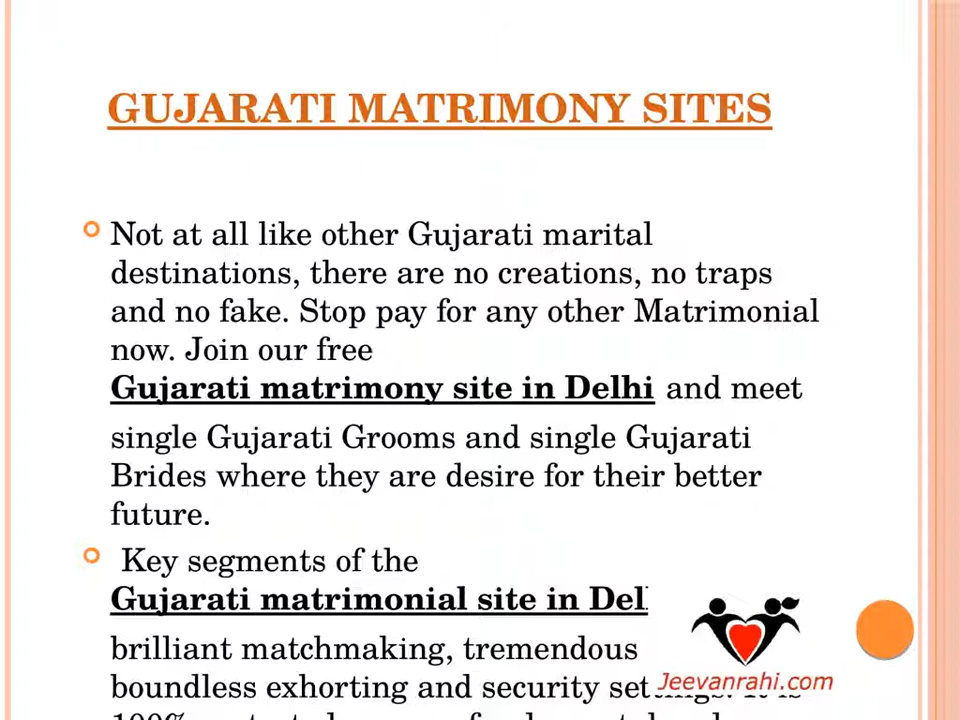 GUJARATI MATRIMONY SITES
Not at all like other Gujarati marital
destinations, there are no creations, no traps
and no fake. Stop pay for any other Matrimonial
now. Join our free
Gujarati matrimony site in Delhi and meet
single Gujarati Grooms and single Gujarati
Brides where they are desire for their better
future.
Key segments of the
Gujarati matrimonial site in
brilliant matchmaking, tremendous
boundless exhorting and security
Jeevanrahi.com